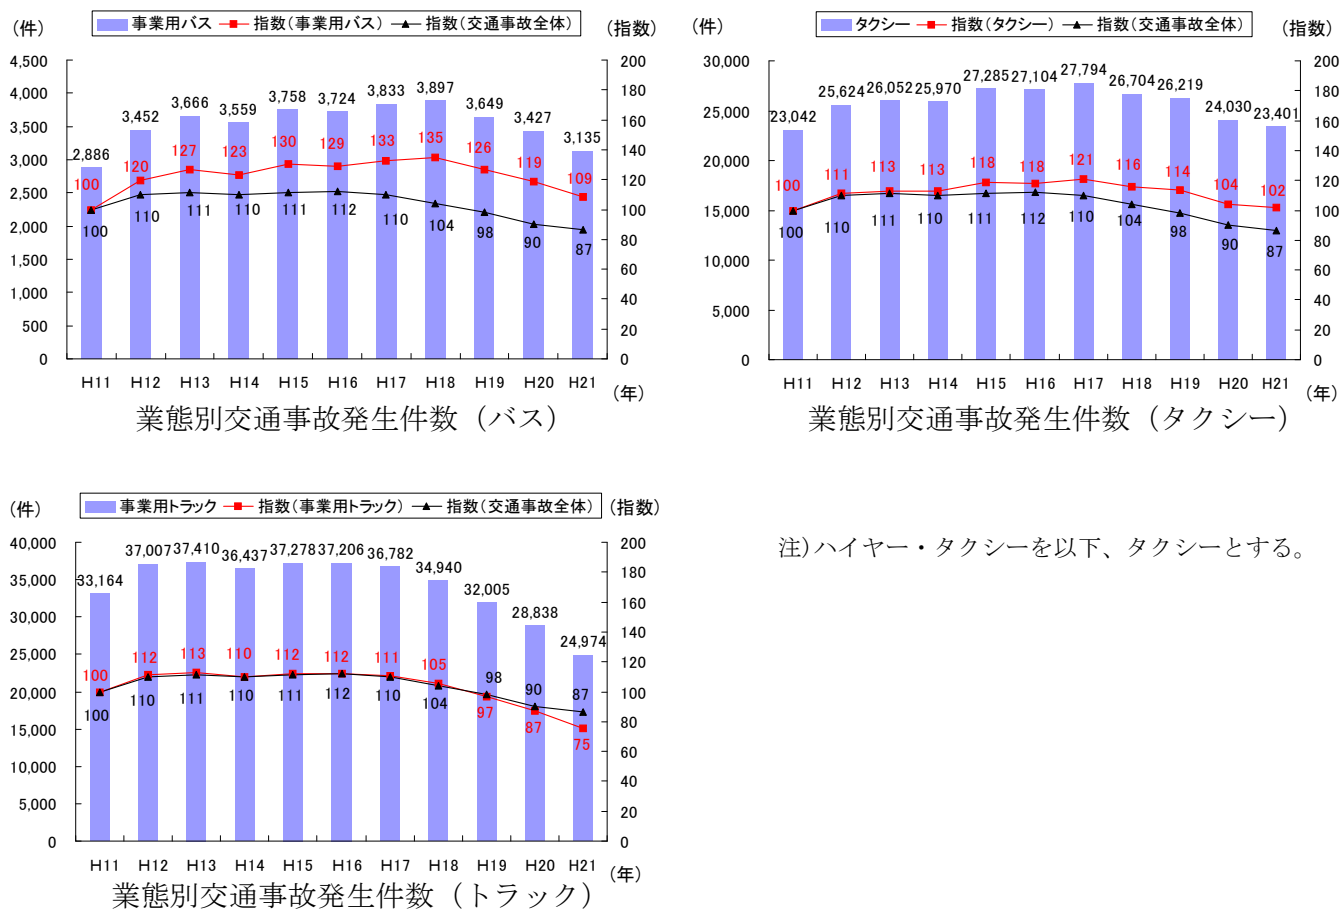 (件) 事業用バス 指数(事業用バス) 指数(交通事故全体) (指数)
4,500 4,000 3,500 3,000 2,500 2,000 1,500 1,000 500 0
200 180 160 140 120 100 80 60 40 20 0
2,886 3,452 3,666 3,559 3,758 3,724 3,833 3,897 3,649 3,427 3,135
100 120 127 123 130 129 133 135 126 119 109
100 110 111 110 111 112 110 104 98 90 87
H11 H12 H13 H14 H15 H16 H17 H18 H19 H20 H21 (年)
業態別交通事故発生件数（バス）
(件) タクシー 指数(タクシー) 指数(交通事故全体) (指数)
30,000 25,000 20,000 15,000 10,000 5,000 0
200 180 160 140 120 100 80 60 40 20 0
23,042 25,624 26,052 25,970 27,285 27,104 27,794 26,704 26,219 24,030 23,401
100 111 113 113 118 118 121 116 114 104 102
100 110 111 110 111 112 110 104 98 90 87
H11 H12 H13 H14 H15 H16 H17 H18 H19 H20 H21 (年)
業態別交通事故発生件数（タクシー）
(件) 事業用トラック 指数(事業用トラック) 指数(交通事故全体) (指数)
40,000 35,000 30,000 25,000 20,000 15,000 10,000 5,000 0
200 180 160 140 120 100 80 60 40 20 0
33,164 37,007 37,410 36,437 37,278 37,206 36,782 34,940 32,005 28,838 24,974
100 112 113 110 112 112 111 105 97 87 75
100 110 111 110 111 112 110 104 98 90 87
H11 H12 H13 H14 H15 H16 H17 H18 H19 H20 H21 (年)
業態別交通事故発生件数（トラック）
注)ハイヤー・タクシーを以下、タクシーとする。